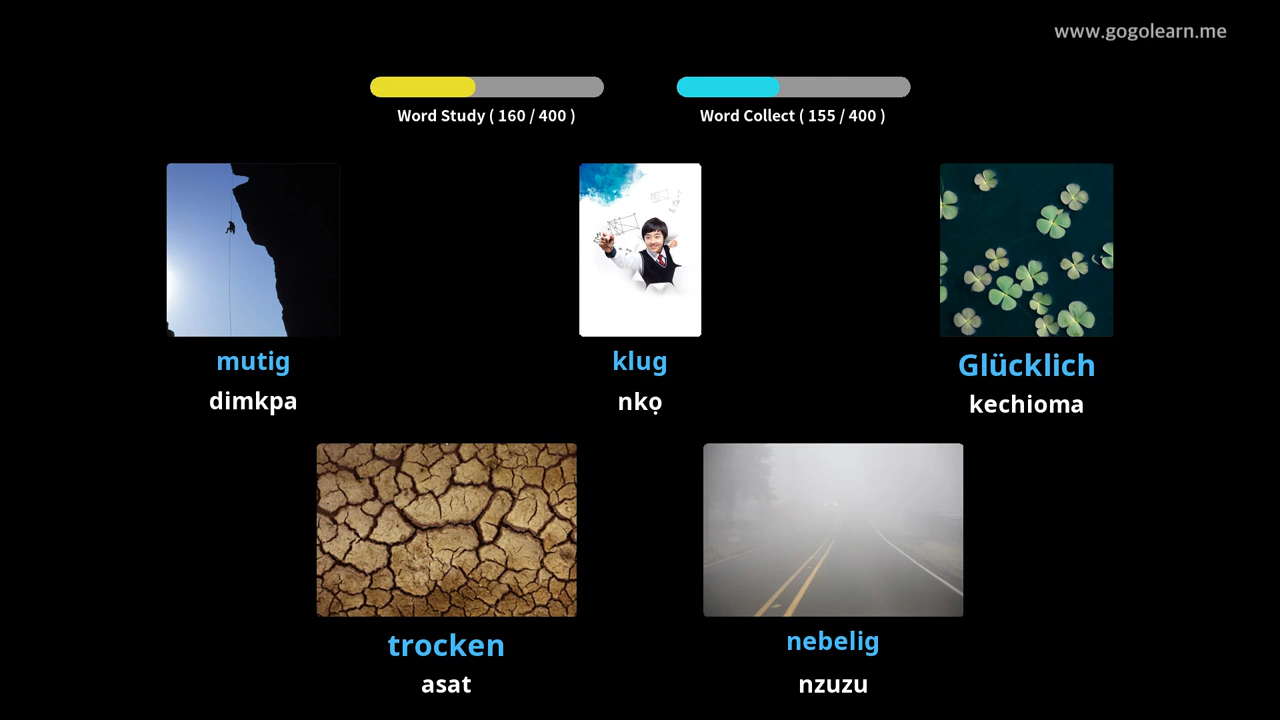 www.gogolearn.me
Word Study ( 160 / 400 )
Word Collect ( 155 / 400 )
mutig
dimkpa
klug
nkọ
Glücklich
kechioma
trocken
asat
nebelig
nzuzu